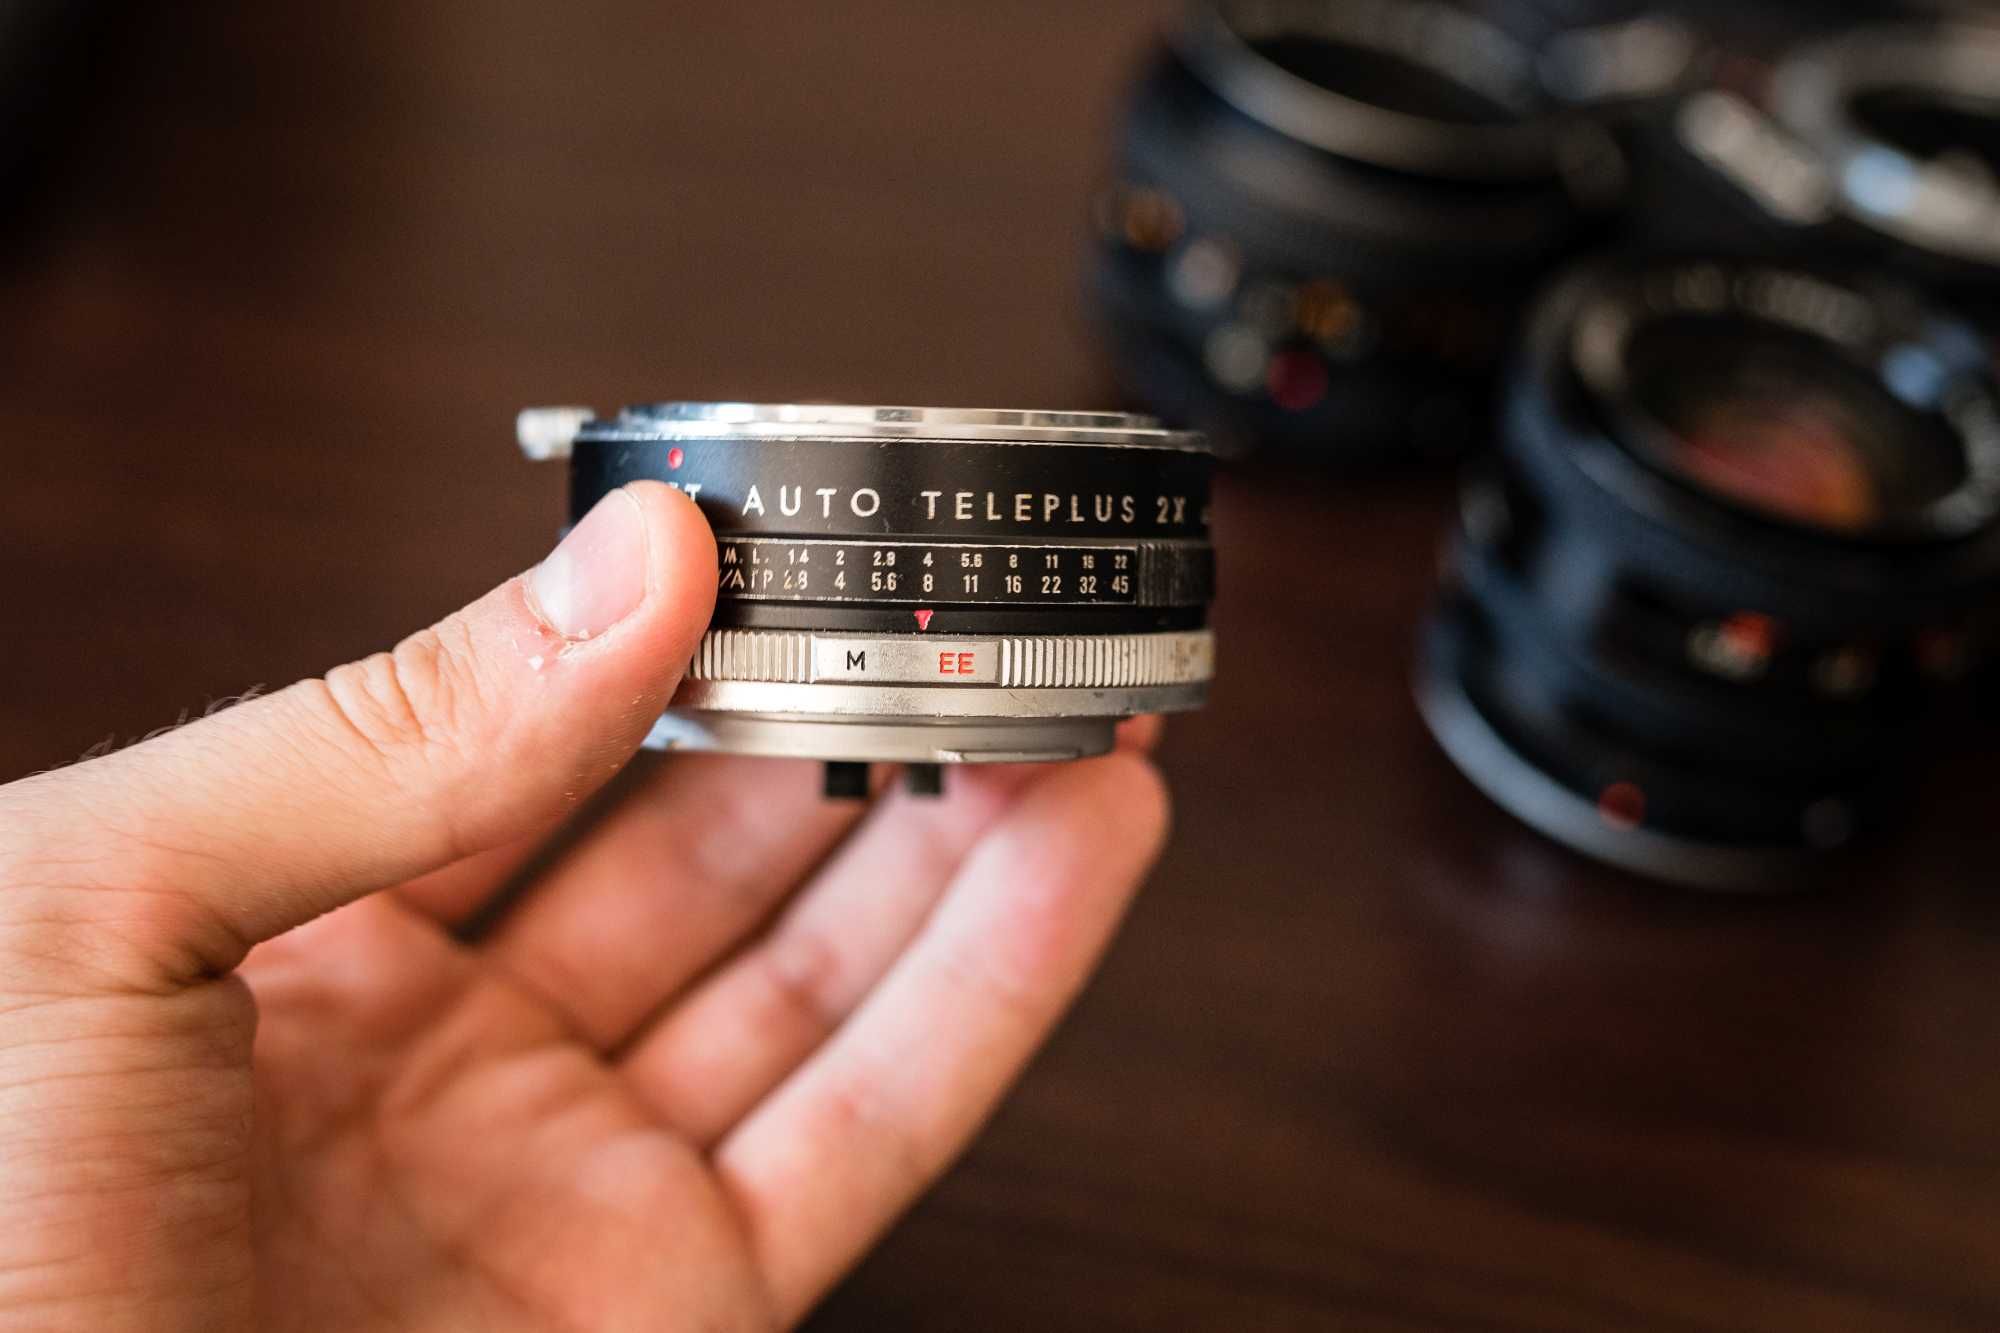 AUTO TELEPLUS 2X
M. L. 1.4 2 2.8 4 5.6 8 11 16 22
W/ATP 2.8 4 5.6 8 11 16 22 32 45
M EE